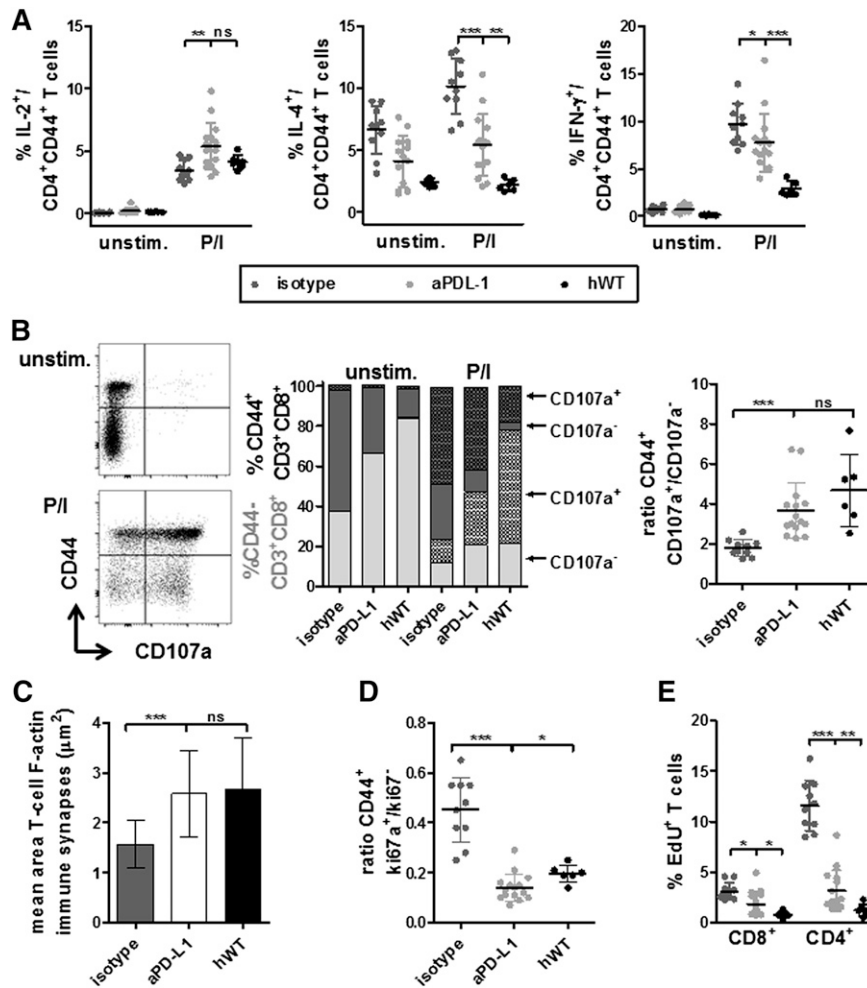 A
% IL-2+/
CD4+CD44+ T cells
15
10
5
0
** ns
unstim. P/I
% IL-4+/
CD4+CD44+ T cells
15
10
5
0
*** **
unstim. P/I
% IFN-γ+/
CD4+CD44+ T cells
20
15
10
5
0
* ***
unstim. P/I
isotype aPDL-1 hWT
B
unstim.
P/I
CD44
CD107a
%CD44-
CD3+CD8+
% CD44+
CD3+CD8+
unstim. P/I
100
80
60
40
20
0
CD107a+
CD107a-
CD107a+
CD107a-
isotype
aPD-L1
hWT
isotype
aPD-L1
hWT
ratio CD44+
CD107a+/CD107a-
10
8
6
4
2
0
*** ns
isotype
aPD-L1
hWT
C
mean area T-cell F-actin
immune synapses (µm2)
4
3
2
1
0
*** ns
isotype
aPD-L1
hWT
D
ratio CD44+
ki67a+/ki67-
0.8
0.6
0.4
0.2
0.0
*** *
isotype
aPD-L1
hWT
E
% EdU+ T cells
20
15
10
5
0
* *
*** **
CD8+ CD4+